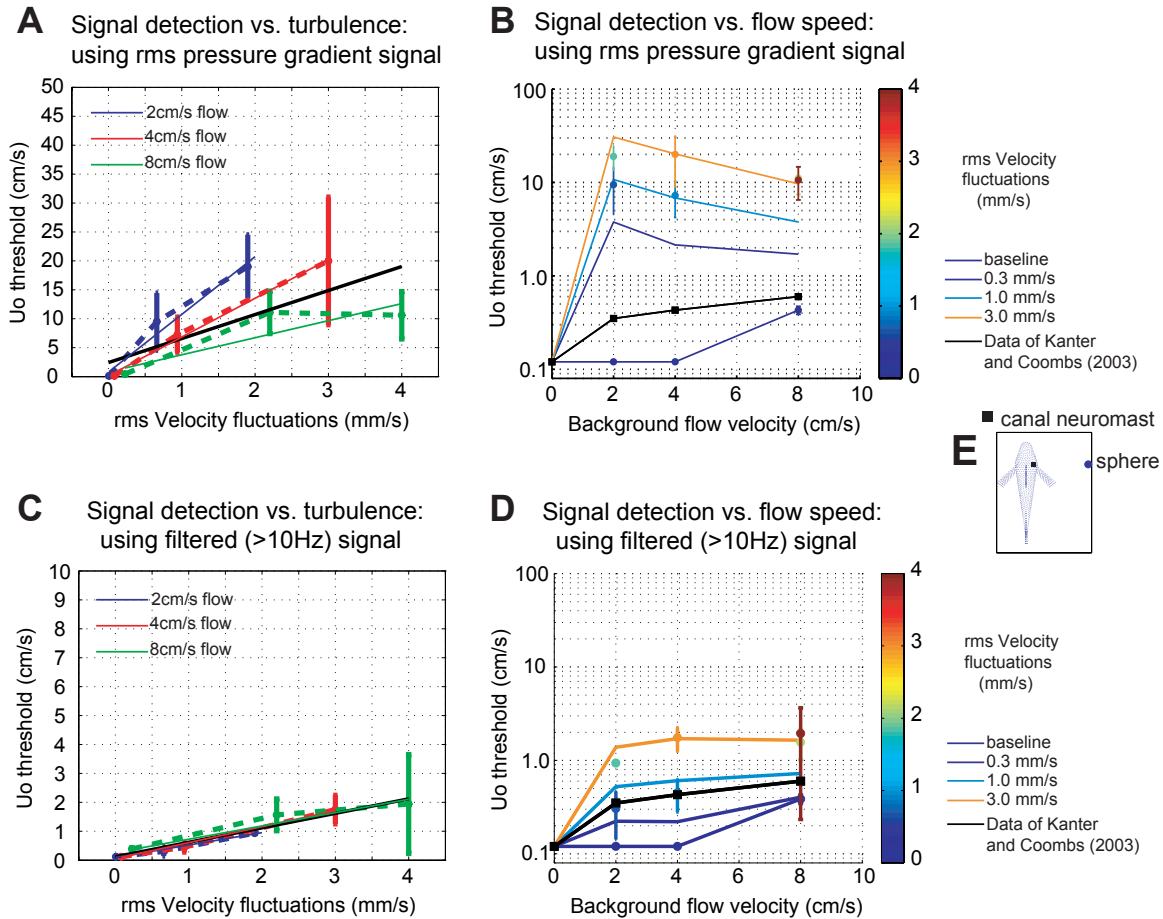 A
Signal detection vs. turbulence:
using rms pressure gradient signal
50
45
40
35
30
25
20
15
10
5
0
Uo threshold (cm/s)
2cm/s flow
4cm/s flow
8cm/s flow
0 1 2 3 4
rms Velocity fluctuations (mm/s)
B
Signal detection vs. flow speed:
using rms pressure gradient signal
100
10
1.0
0.1
Uo threshold (cm/s)
0 2 4 6 8 10
Background flow velocity (cm/s)
4
3
2
1
0
rms Velocity
fluctuations
(mm/s)
baseline
0.3 mm/s
1.0 mm/s
3.0 mm/s
Data of Kanter
and Coombs (2003)
E
canal neuromast
sphere
C
Signal detection vs. turbulence:
using filtered (>10Hz) signal
10
9
8
7
6
5
4
3
2
1
0
Uo threshold (cm/s)
2cm/s flow
4cm/s flow
8cm/s flow
0 1 2 3 4
rms Velocity fluctuations (mm/s)
D
Signal detection vs. flow speed:
using filtered (>10Hz) signal
100
10
1.0
0.1
Uo threshold (cm/s)
0 2 4 6 8 10
Background flow velocity (cm/s)
4
3
2
1
0
rms Velocity
fluctuations
(mm/s)
baseline
0.3 mm/s
1.0 mm/s
3.0 mm/s
Data of Kanter
and Coombs (2003)